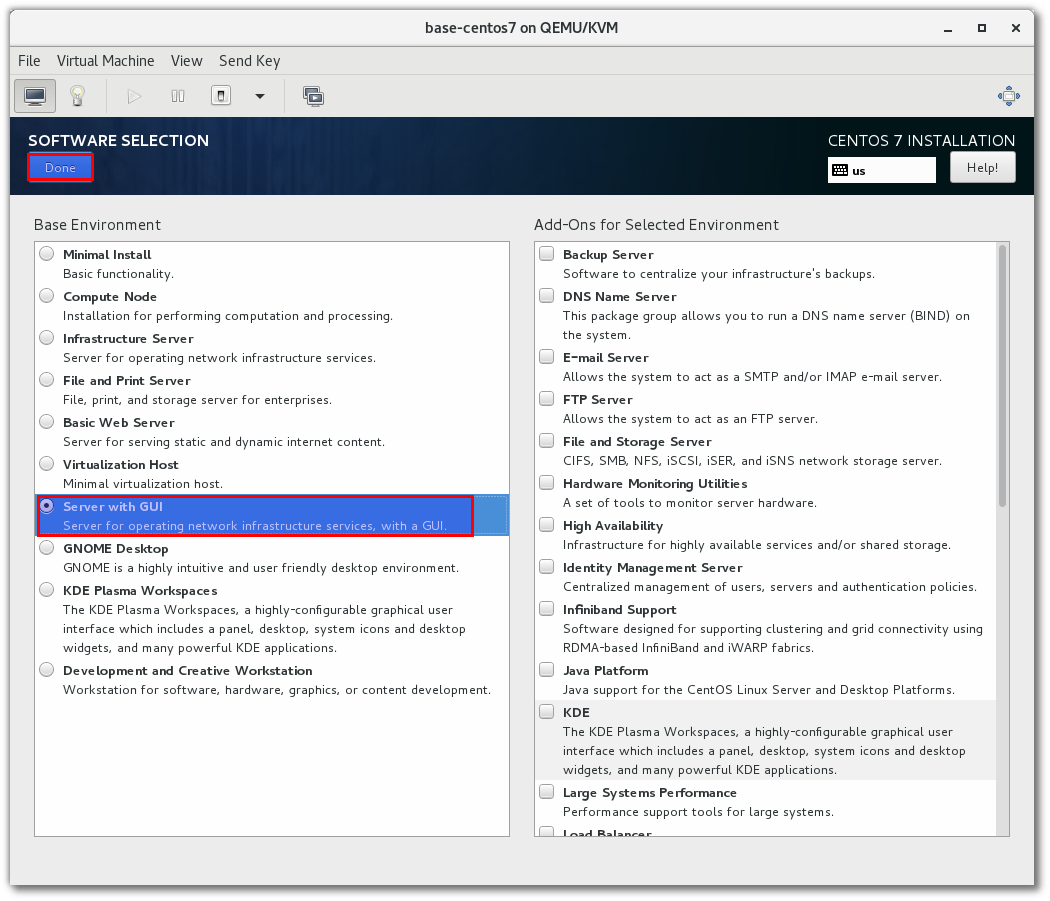 base-centos7 on QEMU/KVM
File Virtual Machine View Send Key
SOFTWARE SELECTION
Done
CENTOS 7 INSTALLATION
us
Help!
Base Environment
Minimal Install
Basic functionality.
Compute Node
Installation for performing computation and processing.
Infrastructure Server
Server for operating network infrastructure services.
File and Print Server
File, print, and storage server for enterprises.
Basic Web Server
Server for serving static and dynamic internet content.
Virtualization Host
Minimal virtualization host.
Server with GUI
Server for operating network infrastructure services, with a GUI.
GNOME Desktop
GNOME is a highly intuitive and user friendly desktop environment.
KDE Plasma Workspaces
The KDE Plasma Workspaces, a highly-configurable graphical user
interface which includes a panel, desktop, system icons and desktop
widgets, and many powerful KDE applications.
Development and Creative Workstation
Workstation for software, hardware, graphics, or content development.
Add-Ons for Selected Environment
Backup Server
Software to centralize your infrastructure's backups.
DNS Name Server
This package group allows you to run a DNS name server (BIND) on
the system.
E-mail Server
Allows the system to act as a SMTP and/or IMAP e-mail server.
FTP Server
Allows the system to act as an FTP server.
File and Storage Server
CIFS, SMB, NFS, iSCSI, iSER, and iSNS network storage server.
Hardware Monitoring Utilities
A set of tools to monitor server hardware.
High Availability
Infrastructure for highly available services and/or shared storage.
Identity Management Server
Centralized management of users, servers and authentication policies.
Infiniband Support
Software designed for supporting clustering and grid connectivity using
RDMA-based InfiniBand and iWARP fabrics.
Java Platform
Java support for the CentOS Linux Server and Desktop Platforms.
KDE
The KDE Plasma Workspaces, a highly-configurable graphical user
interface which includes a panel, desktop, system icons and desktop
widgets, and many powerful KDE applications.
Large Systems Performance
Performance support tools for large systems.
Load Balancer